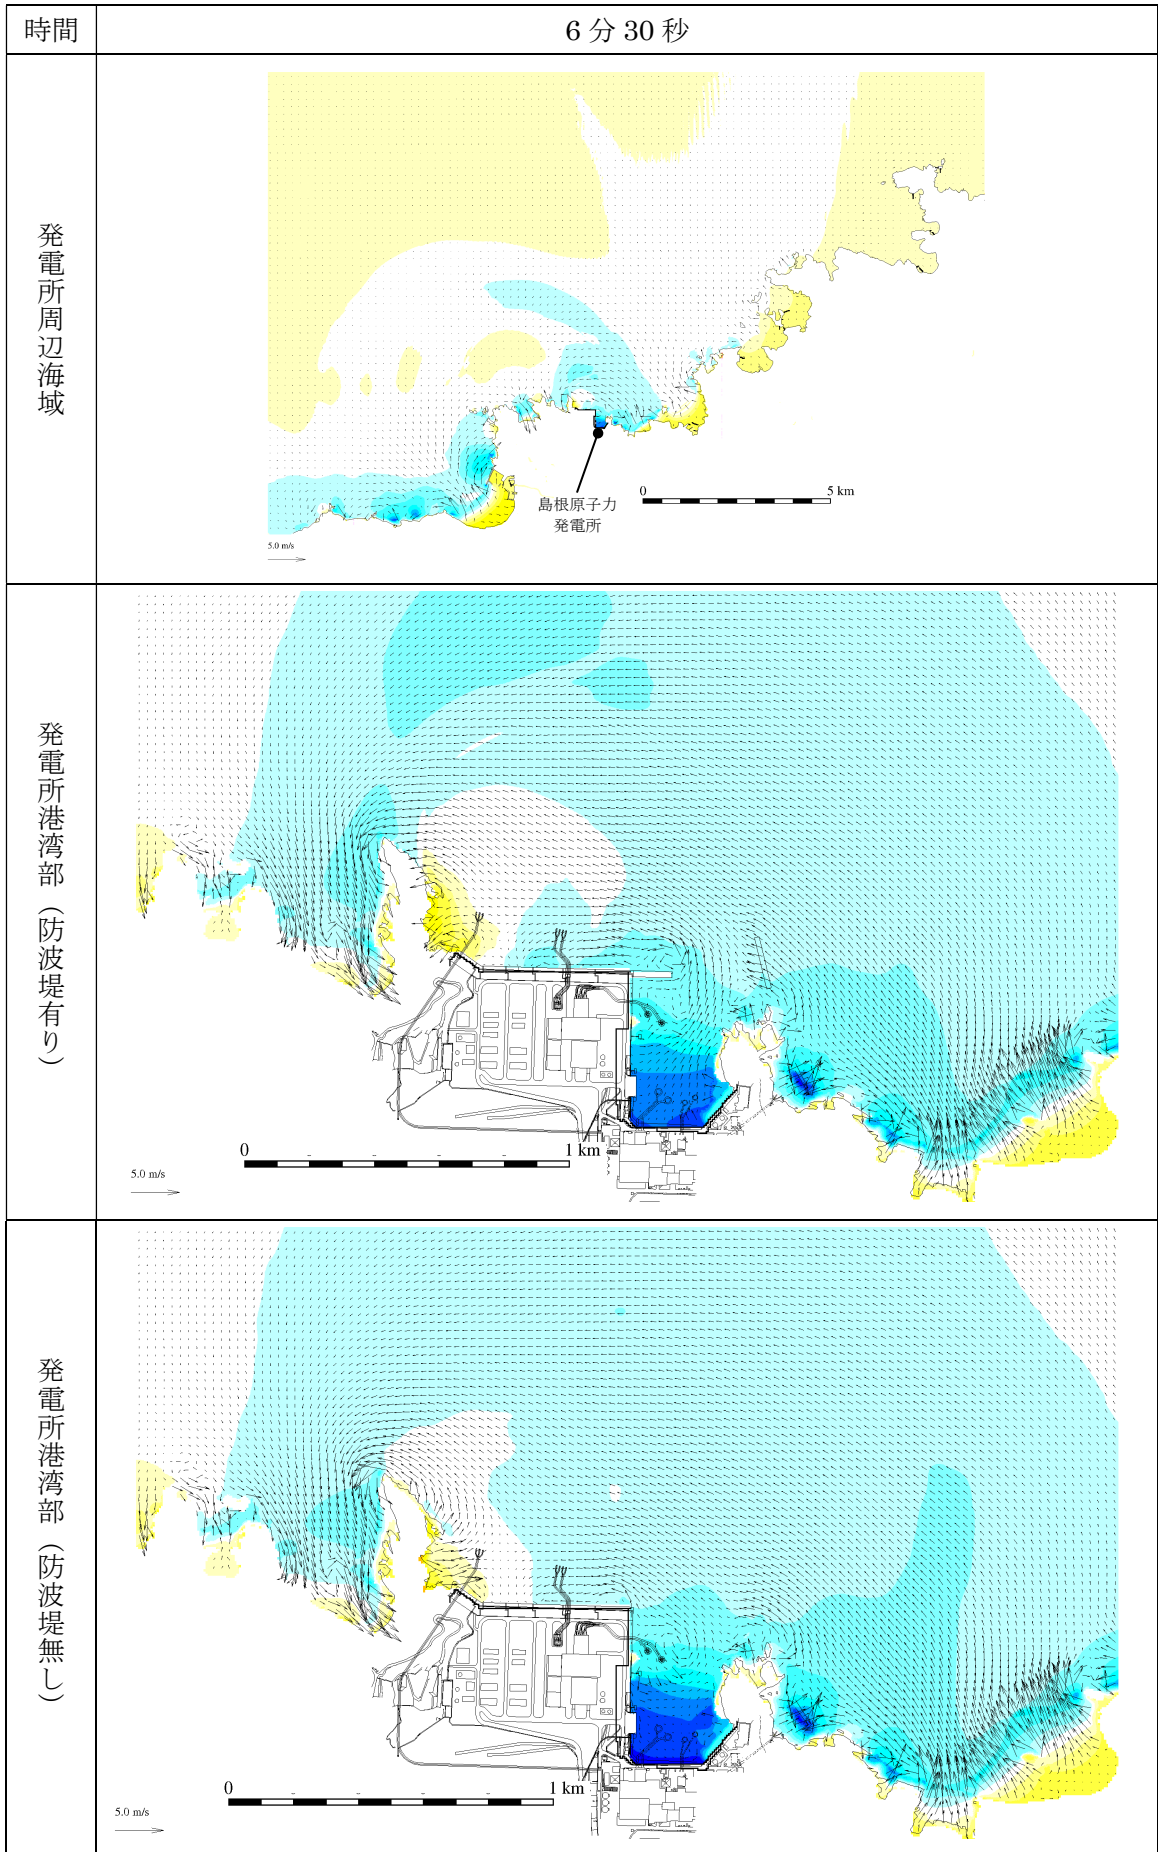 時間
6 分 30 秒
発電所周辺海域
島根原子力
発電所
0
5 km
5.0 m/s
発電所港湾部（防波堤有り）
0
1 km
5.0 m/s
発電所港湾部（防波堤無し）
0
1 km
5.0 m/s